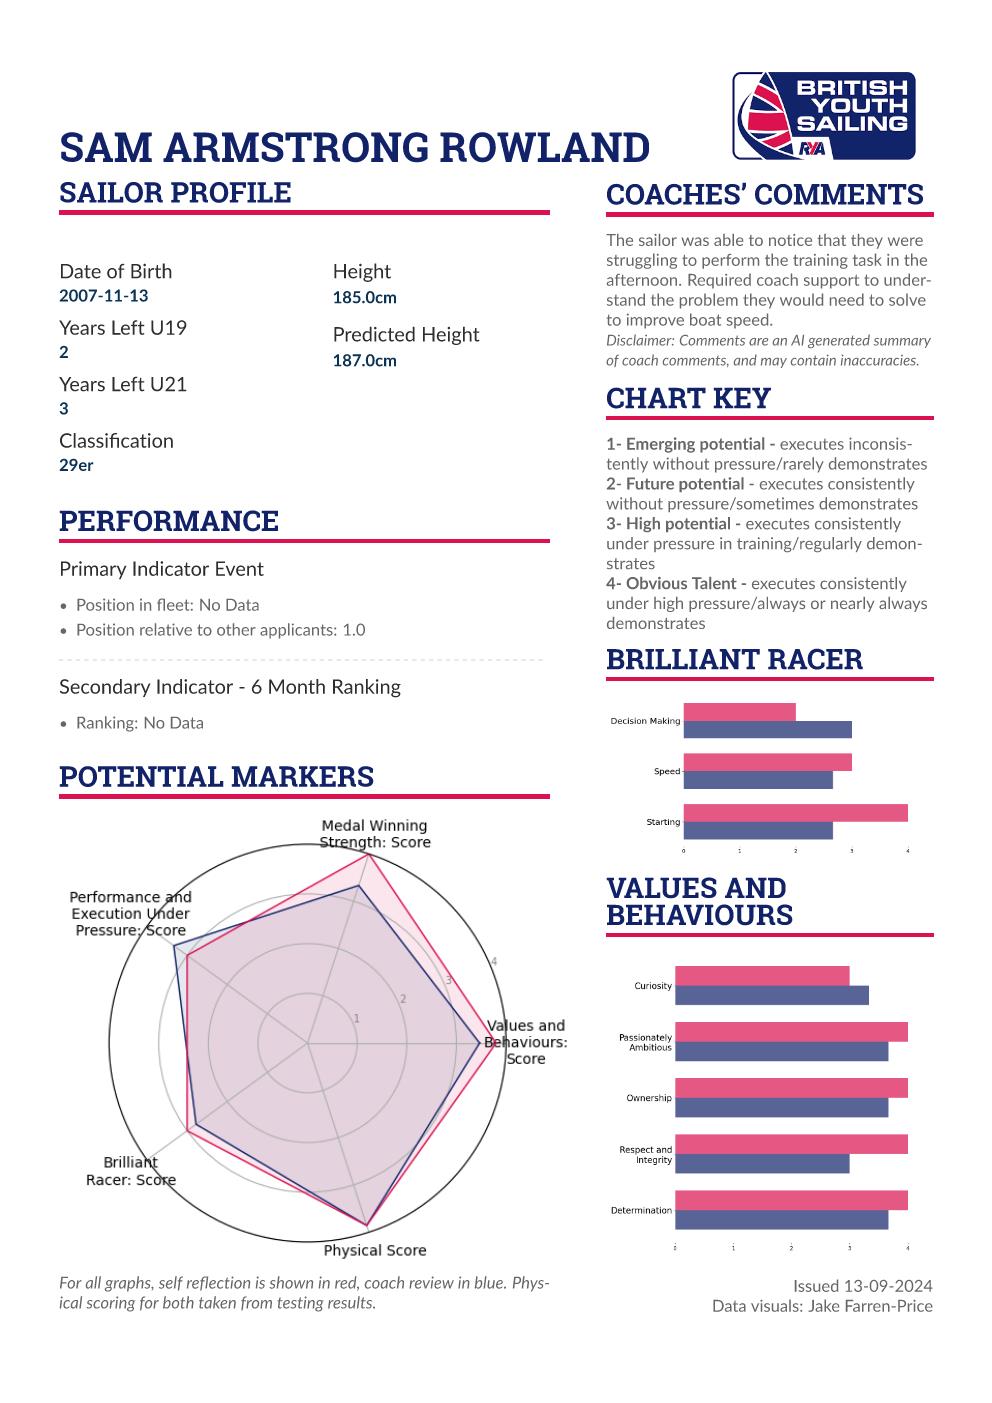 BRITISH
YOUTH
SAILING
RYA
SAM ARMSTRONG ROWLAND
SAILOR PROFILE
Date of Birth
2007-11-13
Years Left U19
2
Years Left U21
3
Classification
29er
Height
185.0cm
Predicted Height
187.0cm
PERFORMANCE
Primary Indicator Event
• Position in fleet: No Data
• Position relative to other applicants: 1.0
Secondary Indicator - 6 Month Ranking
• Ranking: No Data
POTENTIAL MARKERS
Medal Winning
Strength: Score
Performance and
Execution Under
Pressure: Score
4
3
2
1
Values and
Behaviours:
Score
Brilliant
Racer: Score
Physical Score
For all graphs, self reflection is shown in red, coach review in blue. Phys-
ical scoring for both taken from testing results.
COACHES’ COMMENTS
The sailor was able to notice that they were
struggling to perform the training task in the
afternoon. Required coach support to under-
stand the problem they would need to solve
to improve boat speed.
Disclaimer: Comments are an AI generated summary
of coach comments, and may contain inaccuracies.
CHART KEY
1- Emerging potential - executes inconsis-
tently without pressure/rarely demonstrates
2- Future potential - executes consistently
without pressure/sometimes demonstrates
3- High potential - executes consistently
under pressure in training/regularly demon-
strates
4- Obvious Talent - executes consistently
under high pressure/always or nearly always
demonstrates
BRILLIANT RACER
Decision Making
Speed
Starting
0 1 2 3 4
VALUES AND
BEHAVIOURS
Curiosity
Passionately
Ambitious
Ownership
Respect and
Integrity
Determination
0 1 2 3 4
Issued 13-09-2024
Data visuals: Jake Farren-Price